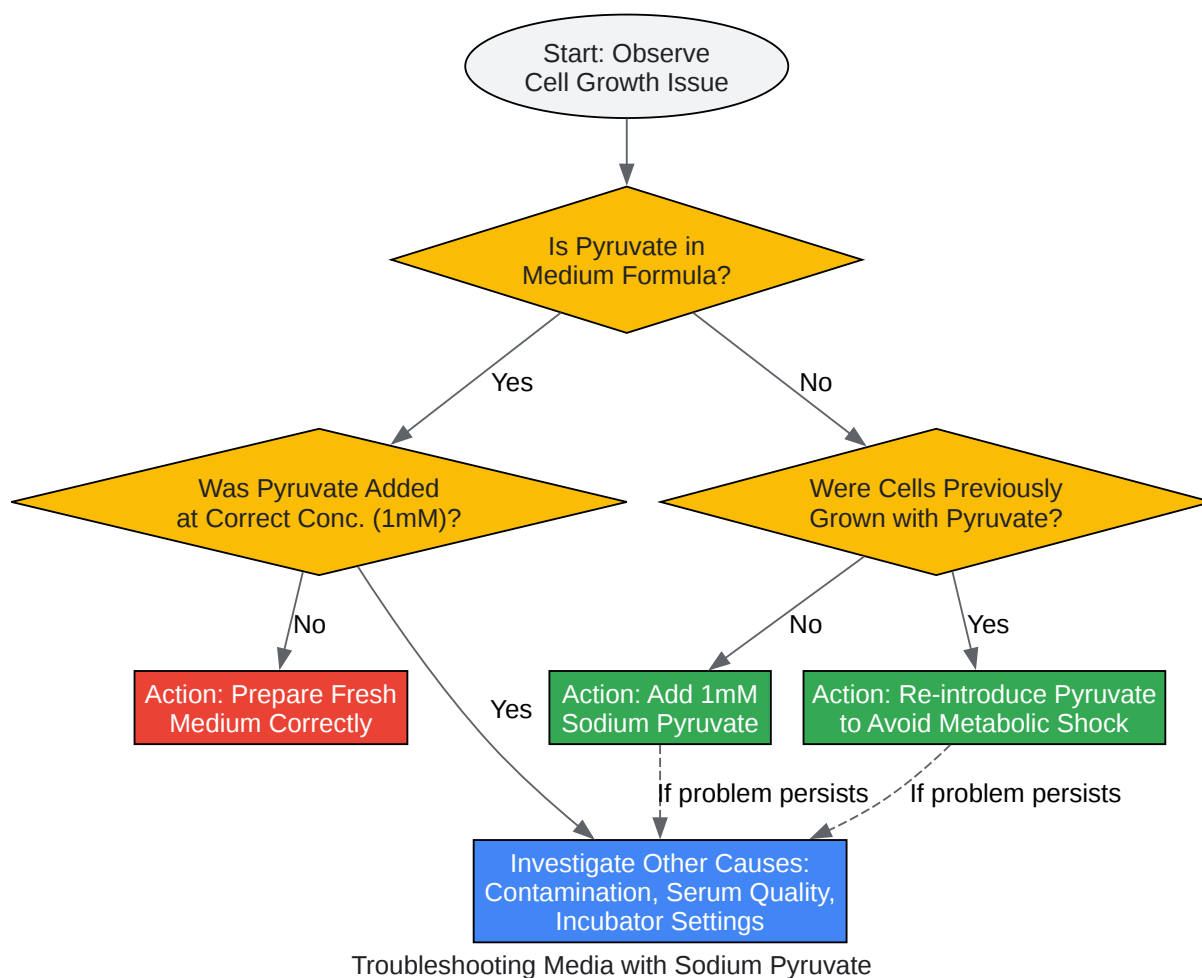 Start: Observe
Cell Growth Issue
Is Pyruvate in
Medium Formula?
Yes
No
Was Pyruvate Added
at Correct Conc. (1mM)?
Were Cells Previously
Grown with Pyruvate?
No
Yes
No
Yes
Action: Prepare Fresh
Medium Correctly
Action: Add 1mM
Sodium Pyruvate
Action: Re-introduce Pyruvate
to Avoid Metabolic Shock
If problem persists
If problem persists
Investigate Other Causes:
Contamination, Serum Quality,
Incubator Settings
Troubleshooting Media with Sodium Pyruvate